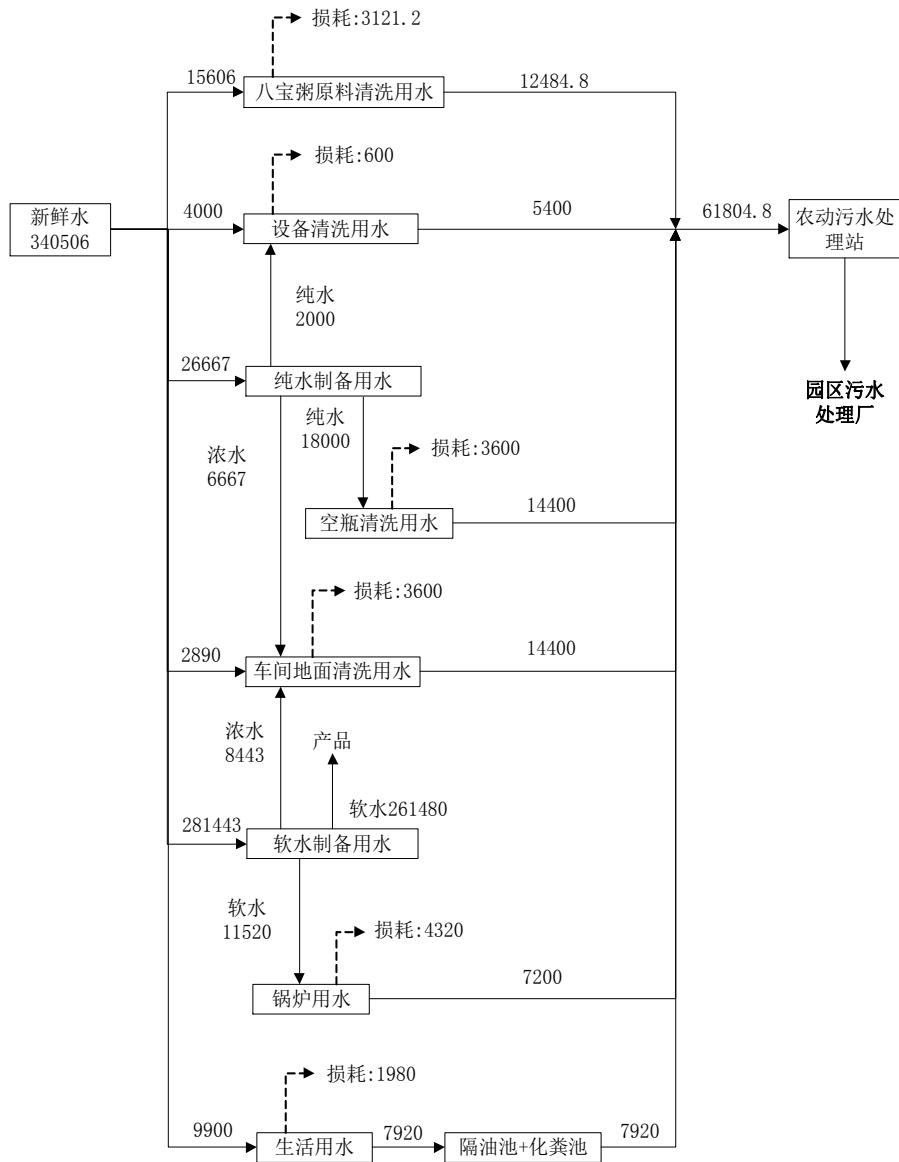 损耗:3121.2
15606
八宝粥原料清洗用水
12484.8
损耗:600
新鲜水
340506
4000
设备清洗用水
5400
61804.8
农动污水处
理站
纯水
2000
26667
纯水制备用水
园区污水
处理厂
纯水
18000
浓水
6667
损耗:3600
空瓶清洗用水
14400
损耗:3600
2890
车间地面清洗用水
14400
浓水
8443
产品
软水261480
281443
软水制备用水
软水
11520
损耗:4320
锅炉用水
7200
损耗:1980
9900
生活用水
7920
隔油池+化粪池
7920